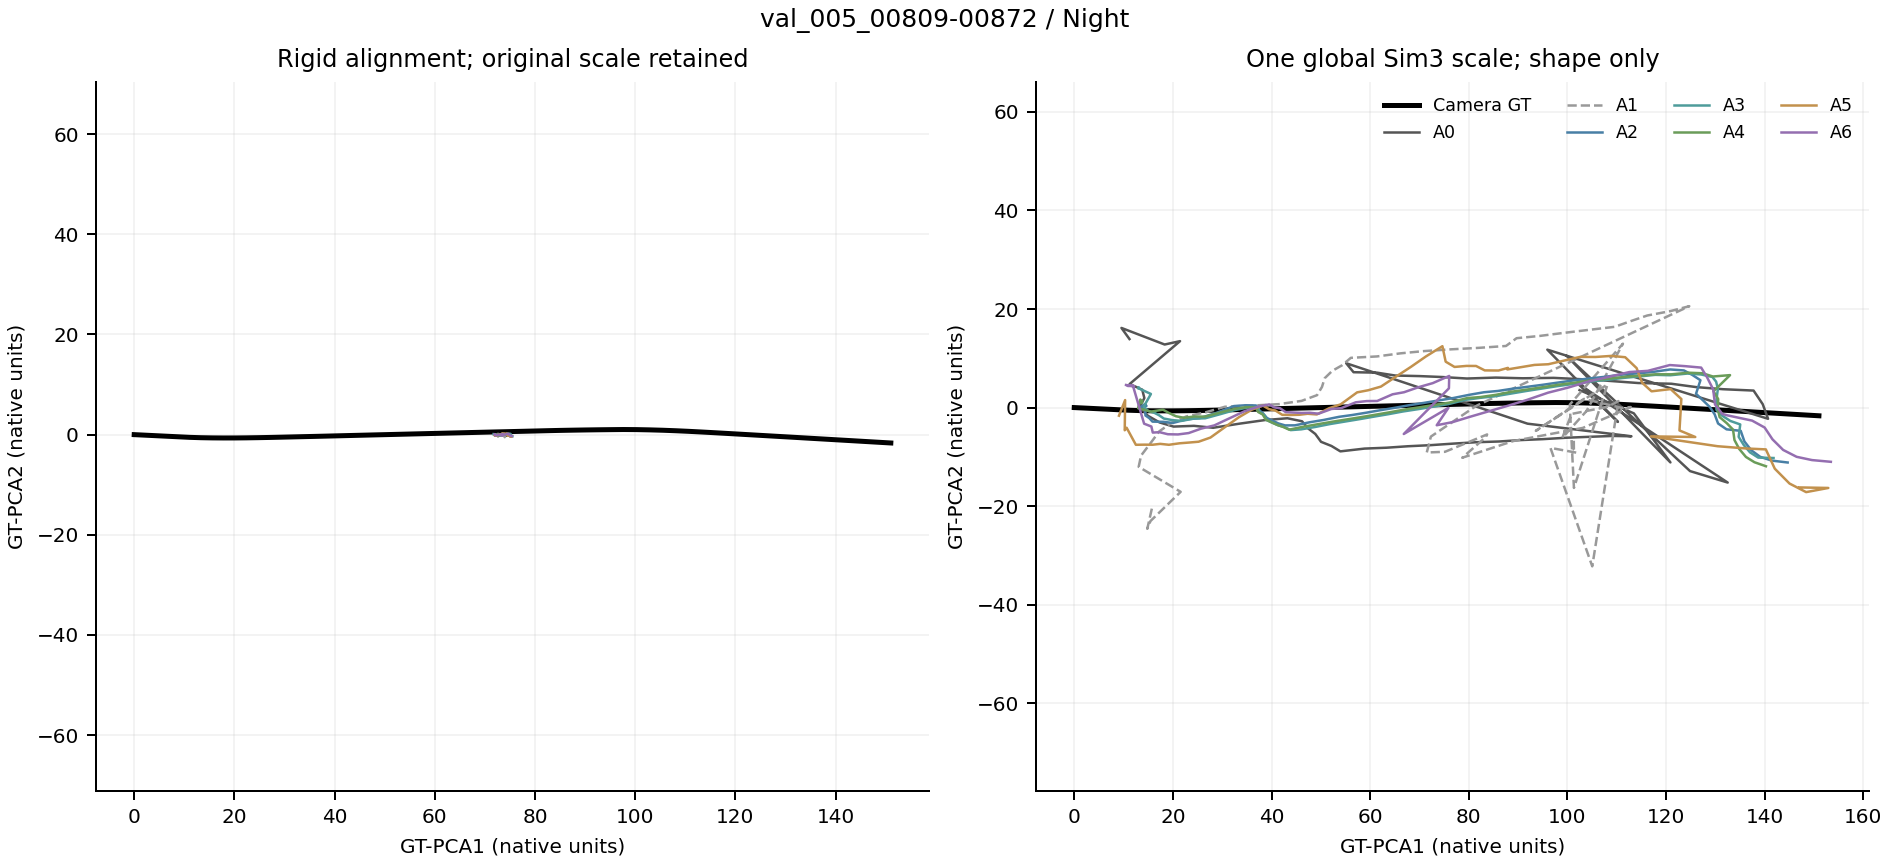 val_005_00809-00872 / Night
Rigid alignment; original scale retained
60
40
20
0
−20
−40
−60
GT-PCA2 (native units)
0 20 40 60 80 100 120 140
GT-PCA1 (native units)
One global Sim3 scale; shape only
Camera GT A1 A3 A5
A0 A2 A4 A6
60
40
20
0
−20
−40
−60
GT-PCA2 (native units)
0 20 40 60 80 100 120 140 160
GT-PCA1 (native units)